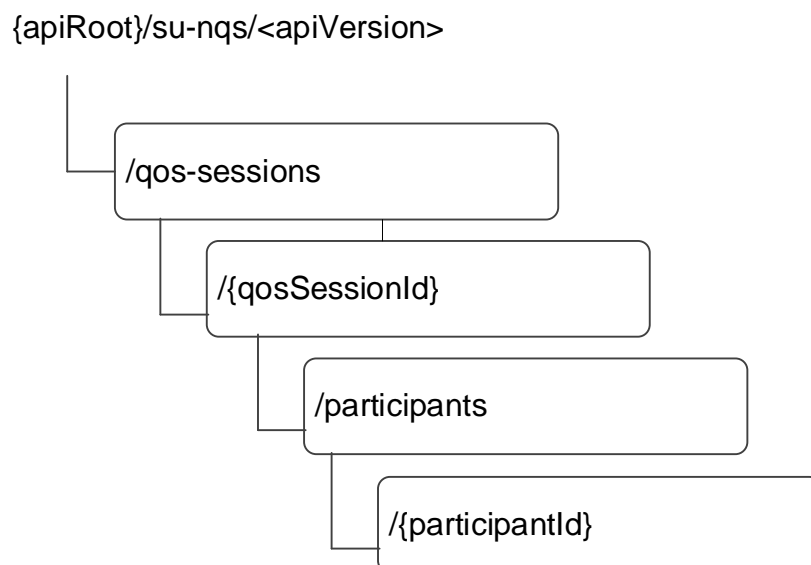 {apiRoot}/su-nqs/<apiVersion>
/qos-sessions
/{qosSessionId}
/participants
/{participantId}